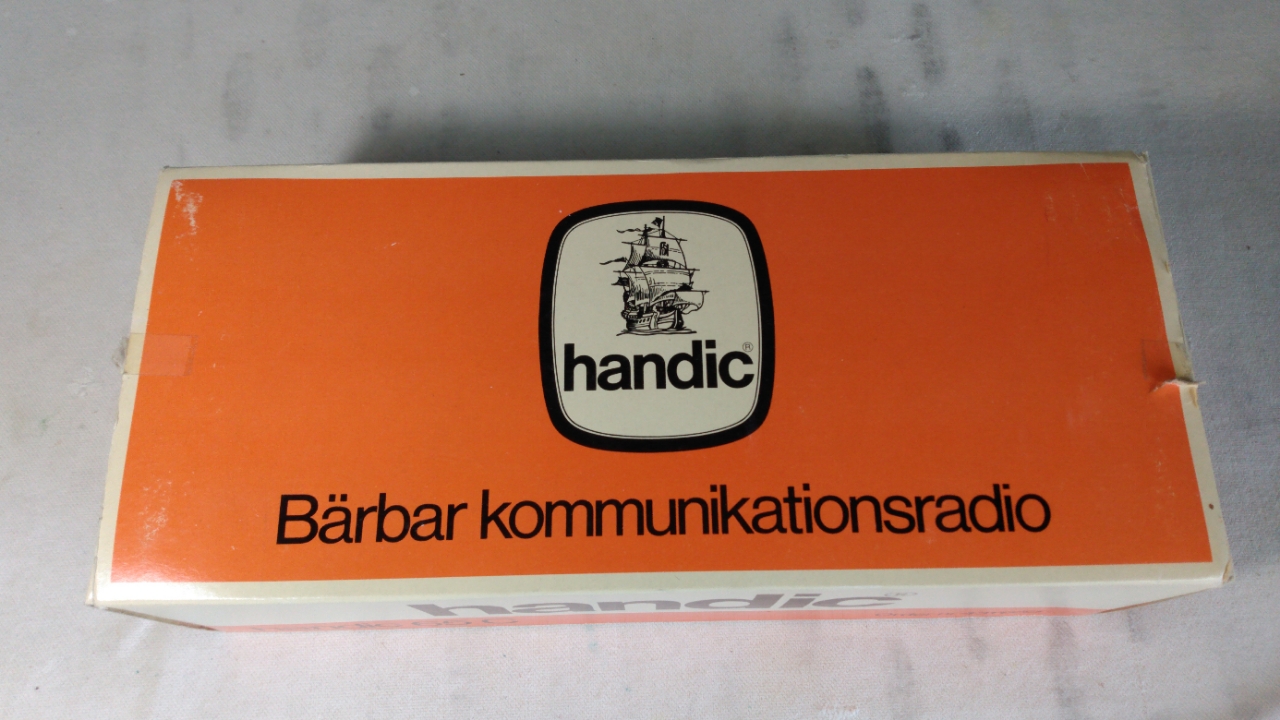 handic®
Bärbar kommunikationsradio
handic